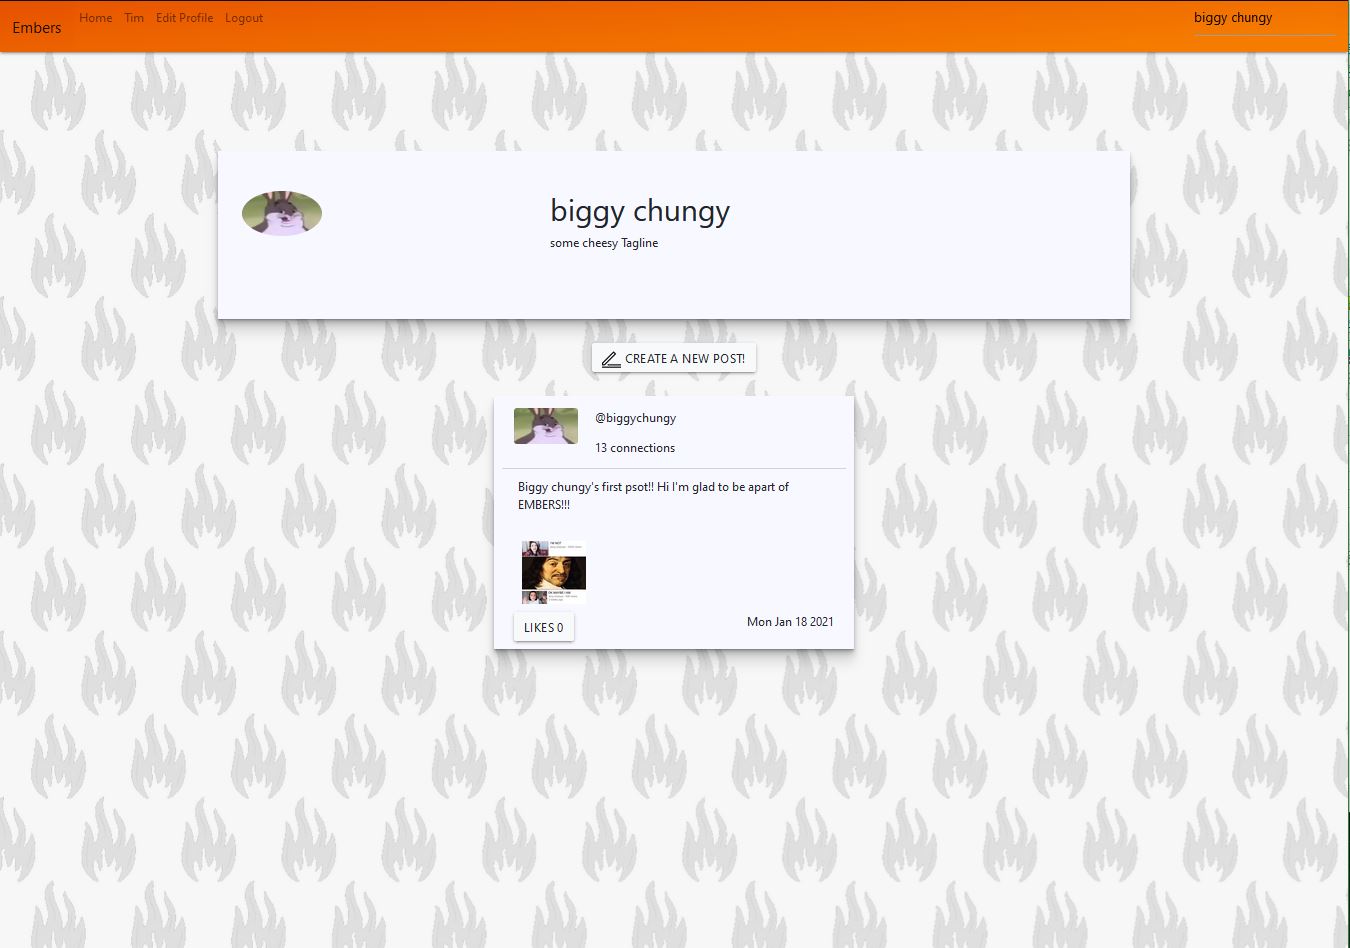 Embers
Home Tim Edit Profile Logout
biggy chungy
biggy chungy
some cheesy Tagline
CREATE A NEW POST!
@biggychungy
13 connections
Biggy chungy's first psot!! Hi I'm glad to be apart of
EMBERS!!!
LIKES 0
Mon Jan 18 2021